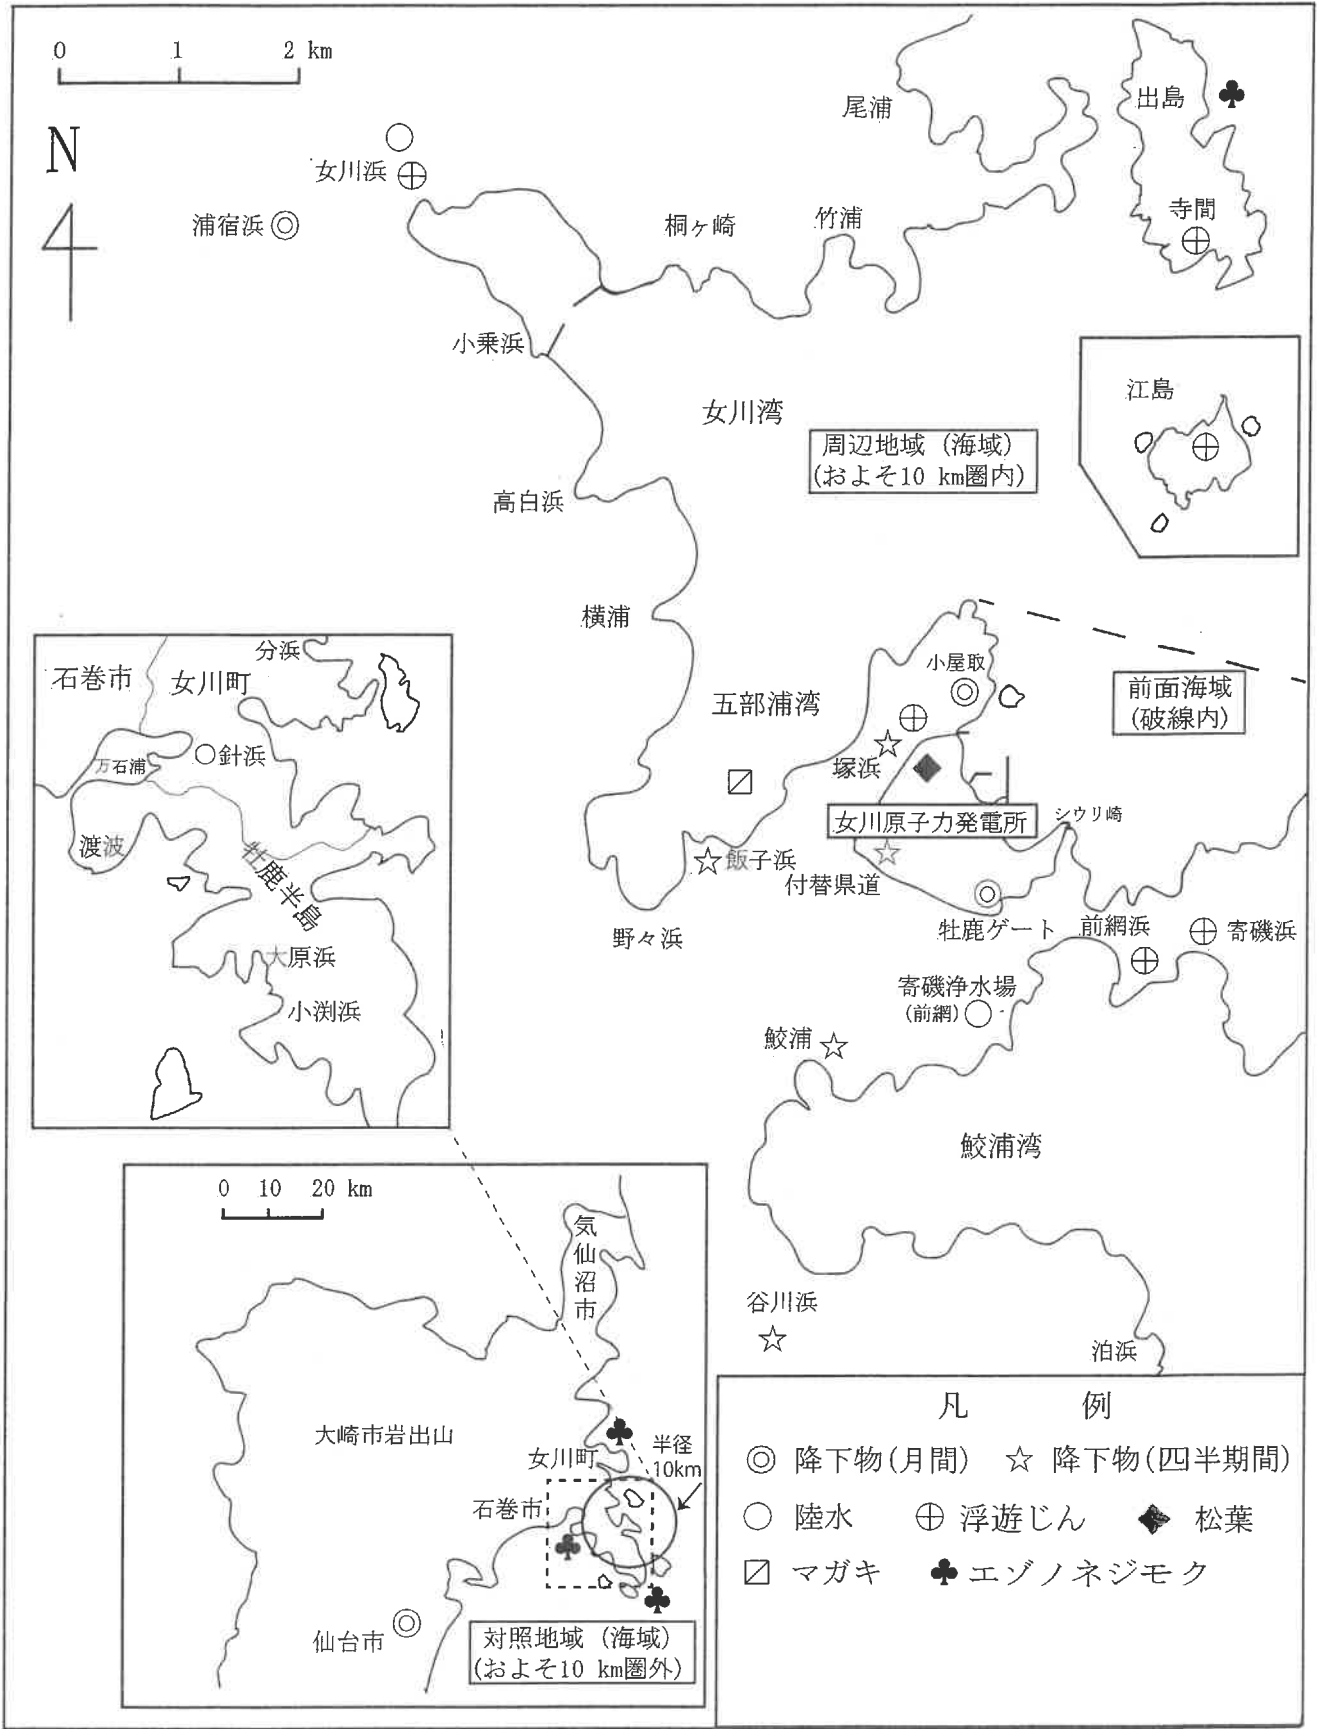 0 1 2 km
N
尾浦
出島
女川浜
浦宿浜
桐ヶ崎
竹浦
寺間
小乗浜
女川湾
江島
周辺地域（海域）
(およそ10 km圏内)
高白浜
横浦
小屋取
前面海域
(破線内)
五部浦湾
塚浜
女川原子力発電所
シウリ崎
飯子浜
付替県道
野々浜
牡鹿ゲート
前網浜
寄磯浜
寄磯浄水場
(前網)
鮫浦
鮫浦湾
谷川浜
泊浜
分浜
石巻市
女川町
針浜
万石浦
渡波
牡鹿半島
大原浜
小渕浜
0 10 20 km
気仙沼市
大崎市岩出山
女川町
半径
10km
石巻市
仙台市
対照地域（海域）
(およそ10 km圏外)
凡 例
◎ 降下物(月間) ☆ 降下物(四半期間)
○ 陸水 ⊕ 浮遊じん ◆ 松葉
⍁ マガキ ♣ エゾノネジモク